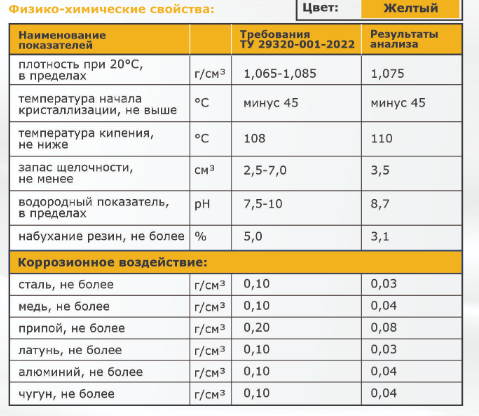 Физико-химические свойства:
Цвет: Желтый
Наименование показателей Требования ТУ 29320-001-2022 Результаты анализа
плотность при 20°С, в пределах г/см³ 1,065-1,085 1,075
температура начала кристаллизации, не выше °С минус 45 минус 45
температура кипения, не ниже °С 108 110
запас щелочности, не менее см³ 2,5-7,0 3,5
водородный показатель, в пределах pH 7,5-10 8,7
набухание резин, не более % 5,0 3,1
Коррозионное воздействие:
сталь, не более г/см³ 0,10 0,03
медь, не более г/см³ 0,10 0,04
припой, не более г/см³ 0,20 0,08
латунь, не более г/см³ 0,10 0,03
алюминий, не более г/см³ 0,10 0,04
чугун, не более г/см³ 0,10 0,04